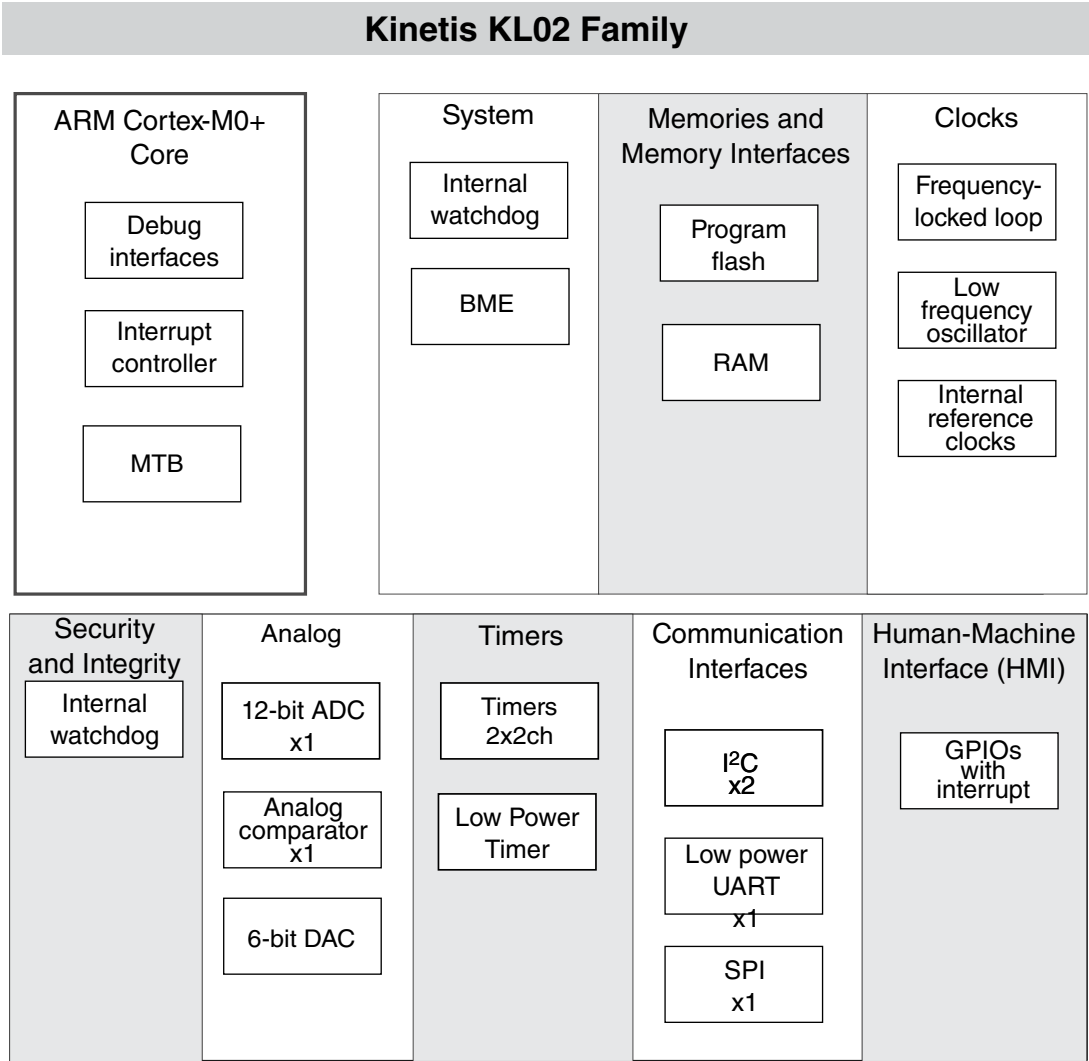 Kinetis KL02 Family
ARM Cortex-M0+
Core
Debug
interfaces
Interrupt
controller
MTB
System
Internal
watchdog
BME
Memories and
Memory Interfaces
Program
flash
RAM
Clocks
Frequency-
locked loop
Low
frequency
oscillator
Internal
reference
clocks
Security
and Integrity
Internal
watchdog
Analog
12-bit ADC
x1
Analog
comparator
x1
6-bit DAC
Timers
Timers
2x2ch
Low Power
Timer
Communication
Interfaces
I²C
x2
Low power
UART
x1
SPI
x1
Human-Machine
Interface (HMI)
GPIOs
with
interrupt